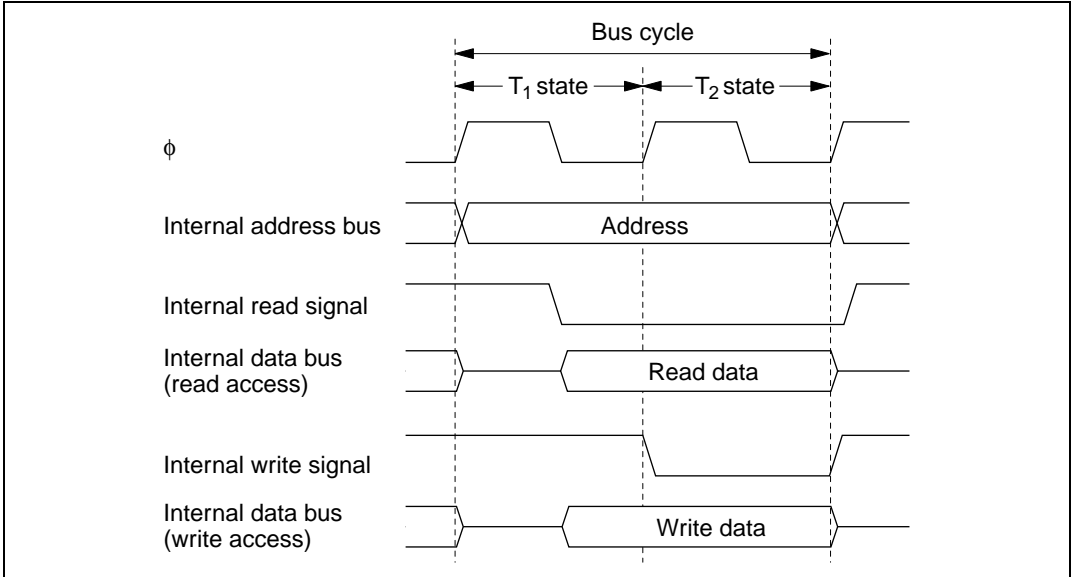 Bus cycle
T₁ state
T₂ state
ϕ
Internal address bus
Address
Internal read signal
Internal data bus
(read access)
Read data
Internal write signal
Internal data bus
(write access)
Write data